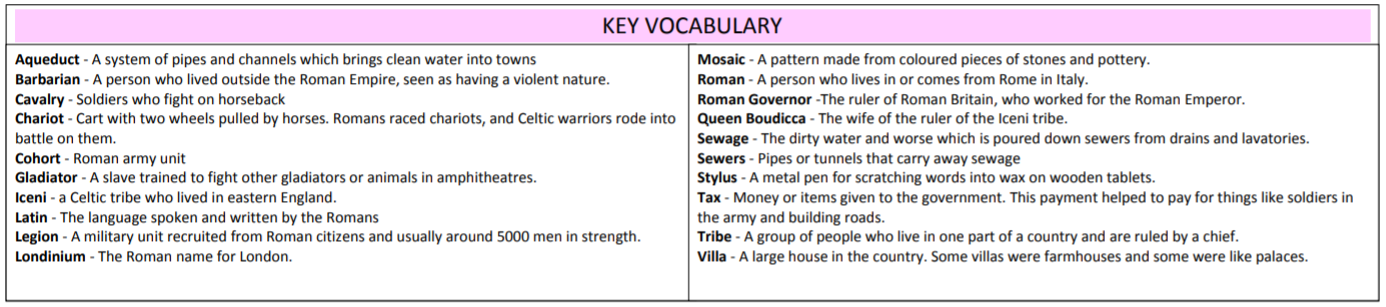 KEY VOCABULARY
Aqueduct - A system of pipes and channels which brings clean water into towns
Barbarian - A person who lived outside the Roman Empire, seen as having a violent nature.
Cavalry - Soldiers who fight on horseback
Chariot - Cart with two wheels pulled by horses. Romans raced chariots, and Celtic warriors rode into
battle on them.
Cohort - Roman army unit
Gladiator - A slave trained to fight other gladiators or animals in amphitheatres.
Iceni - a Celtic tribe who lived in eastern England.
Latin - The language spoken and written by the Romans
Legion - A military unit recruited from Roman citizens and usually around 5000 men in strength.
Londinium - The Roman name for London.
Mosaic - A pattern made from coloured pieces of stones and pottery.
Roman - A person who lives in or comes from Rome in Italy.
Roman Governor -The ruler of Roman Britain, who worked for the Roman Emperor.
Queen Boudicca - The wife of the ruler of the Iceni tribe.
Sewage - The dirty water and worse which is poured down sewers from drains and lavatories.
Sewers - Pipes or tunnels that carry away sewage
Stylus - A metal pen for scratching words into wax on wooden tablets.
Tax - Money or items given to the government. This payment helped to pay for things like soldiers in
the army and building roads.
Tribe - A group of people who live in one part of a country and are ruled by a chief.
Villa - A large house in the country. Some villas were farmhouses and some were like palaces.